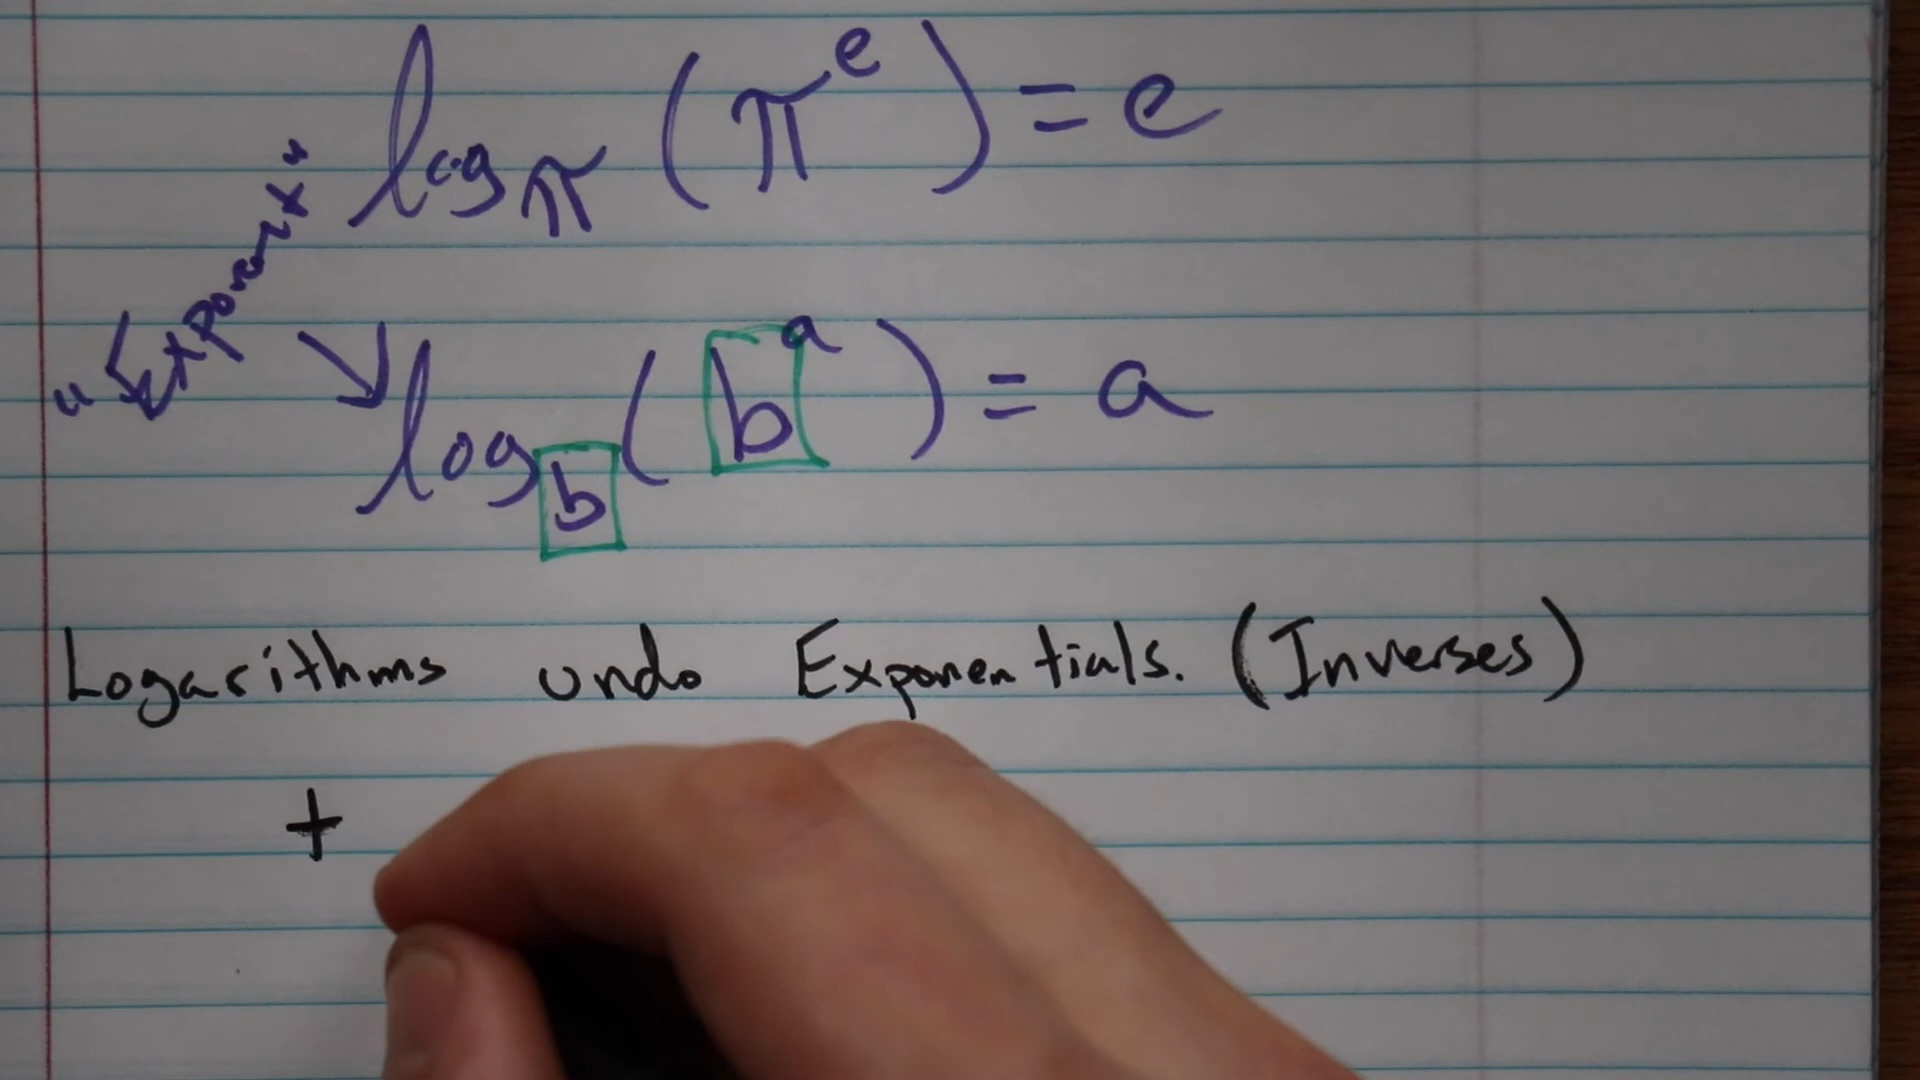 log_π (π^e) = e
"Exponent"
log_b (b^a) = a
Logarithms undo Exponentials. (Inverses)
+